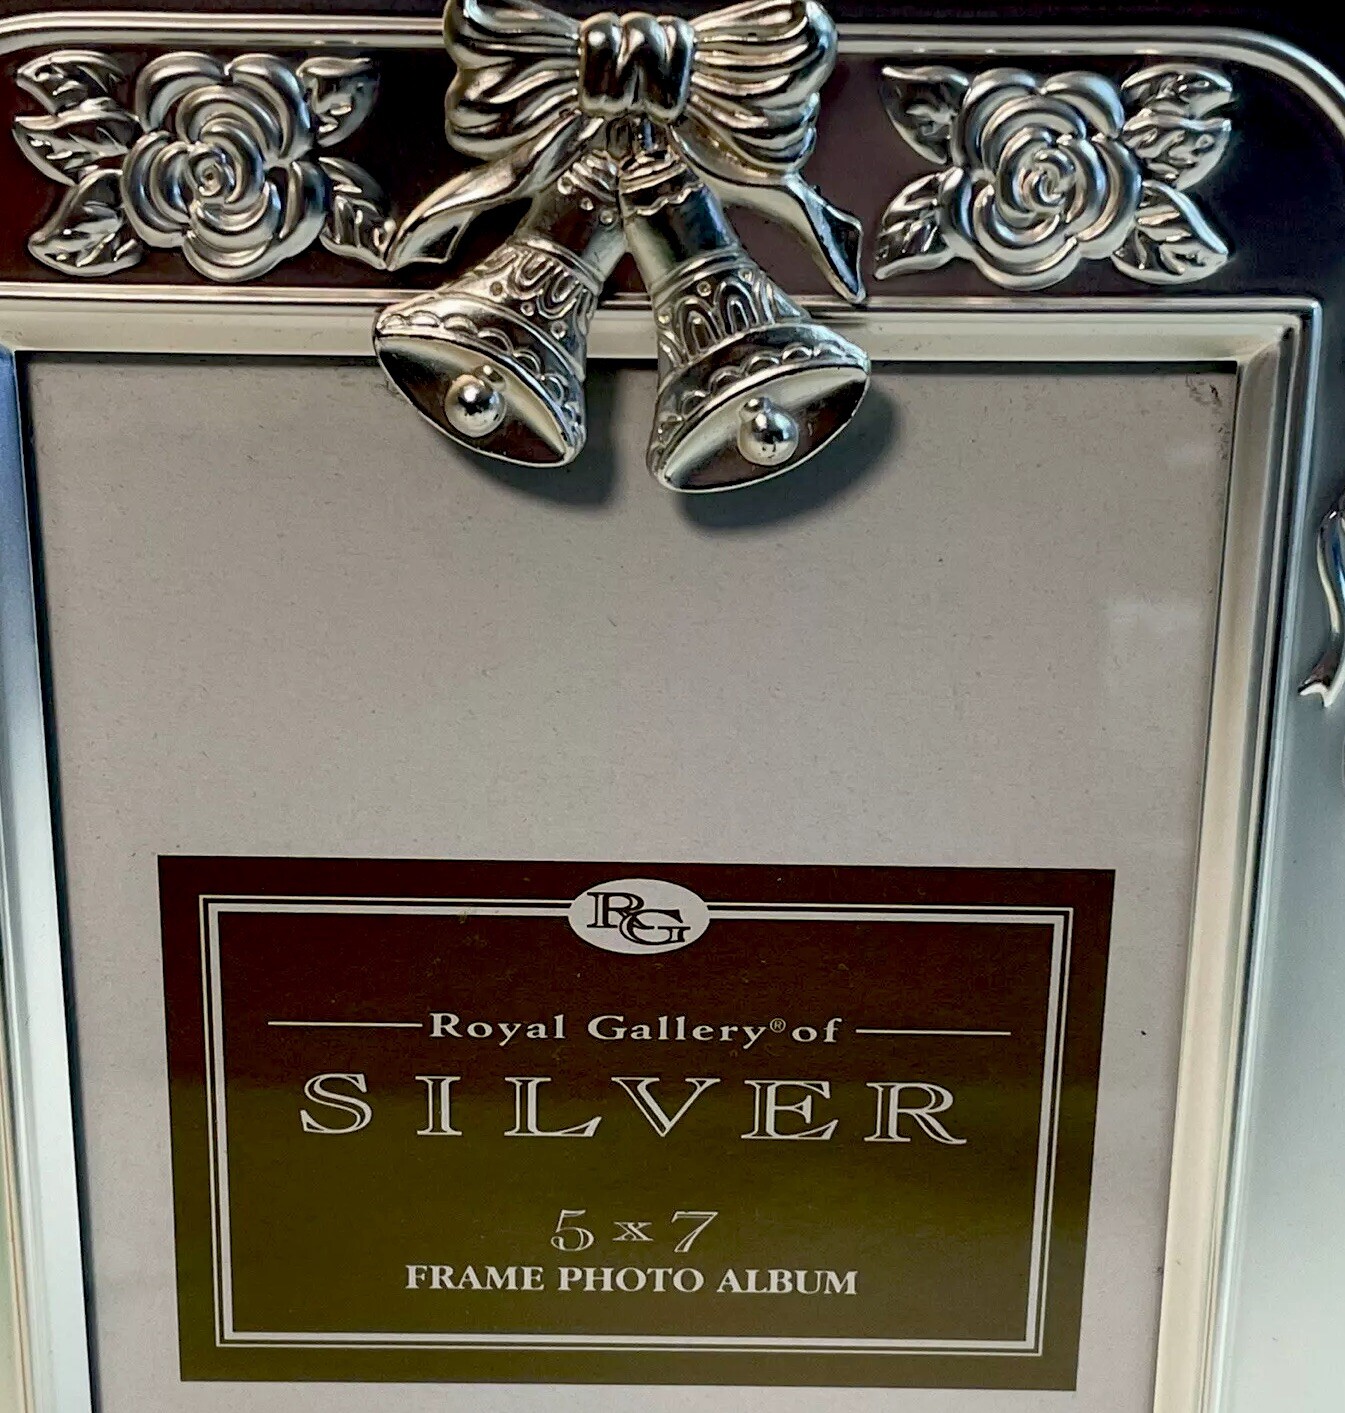 RG
Royal Gallery® of
SILVER
5 x 7
FRAME PHOTO ALBUM